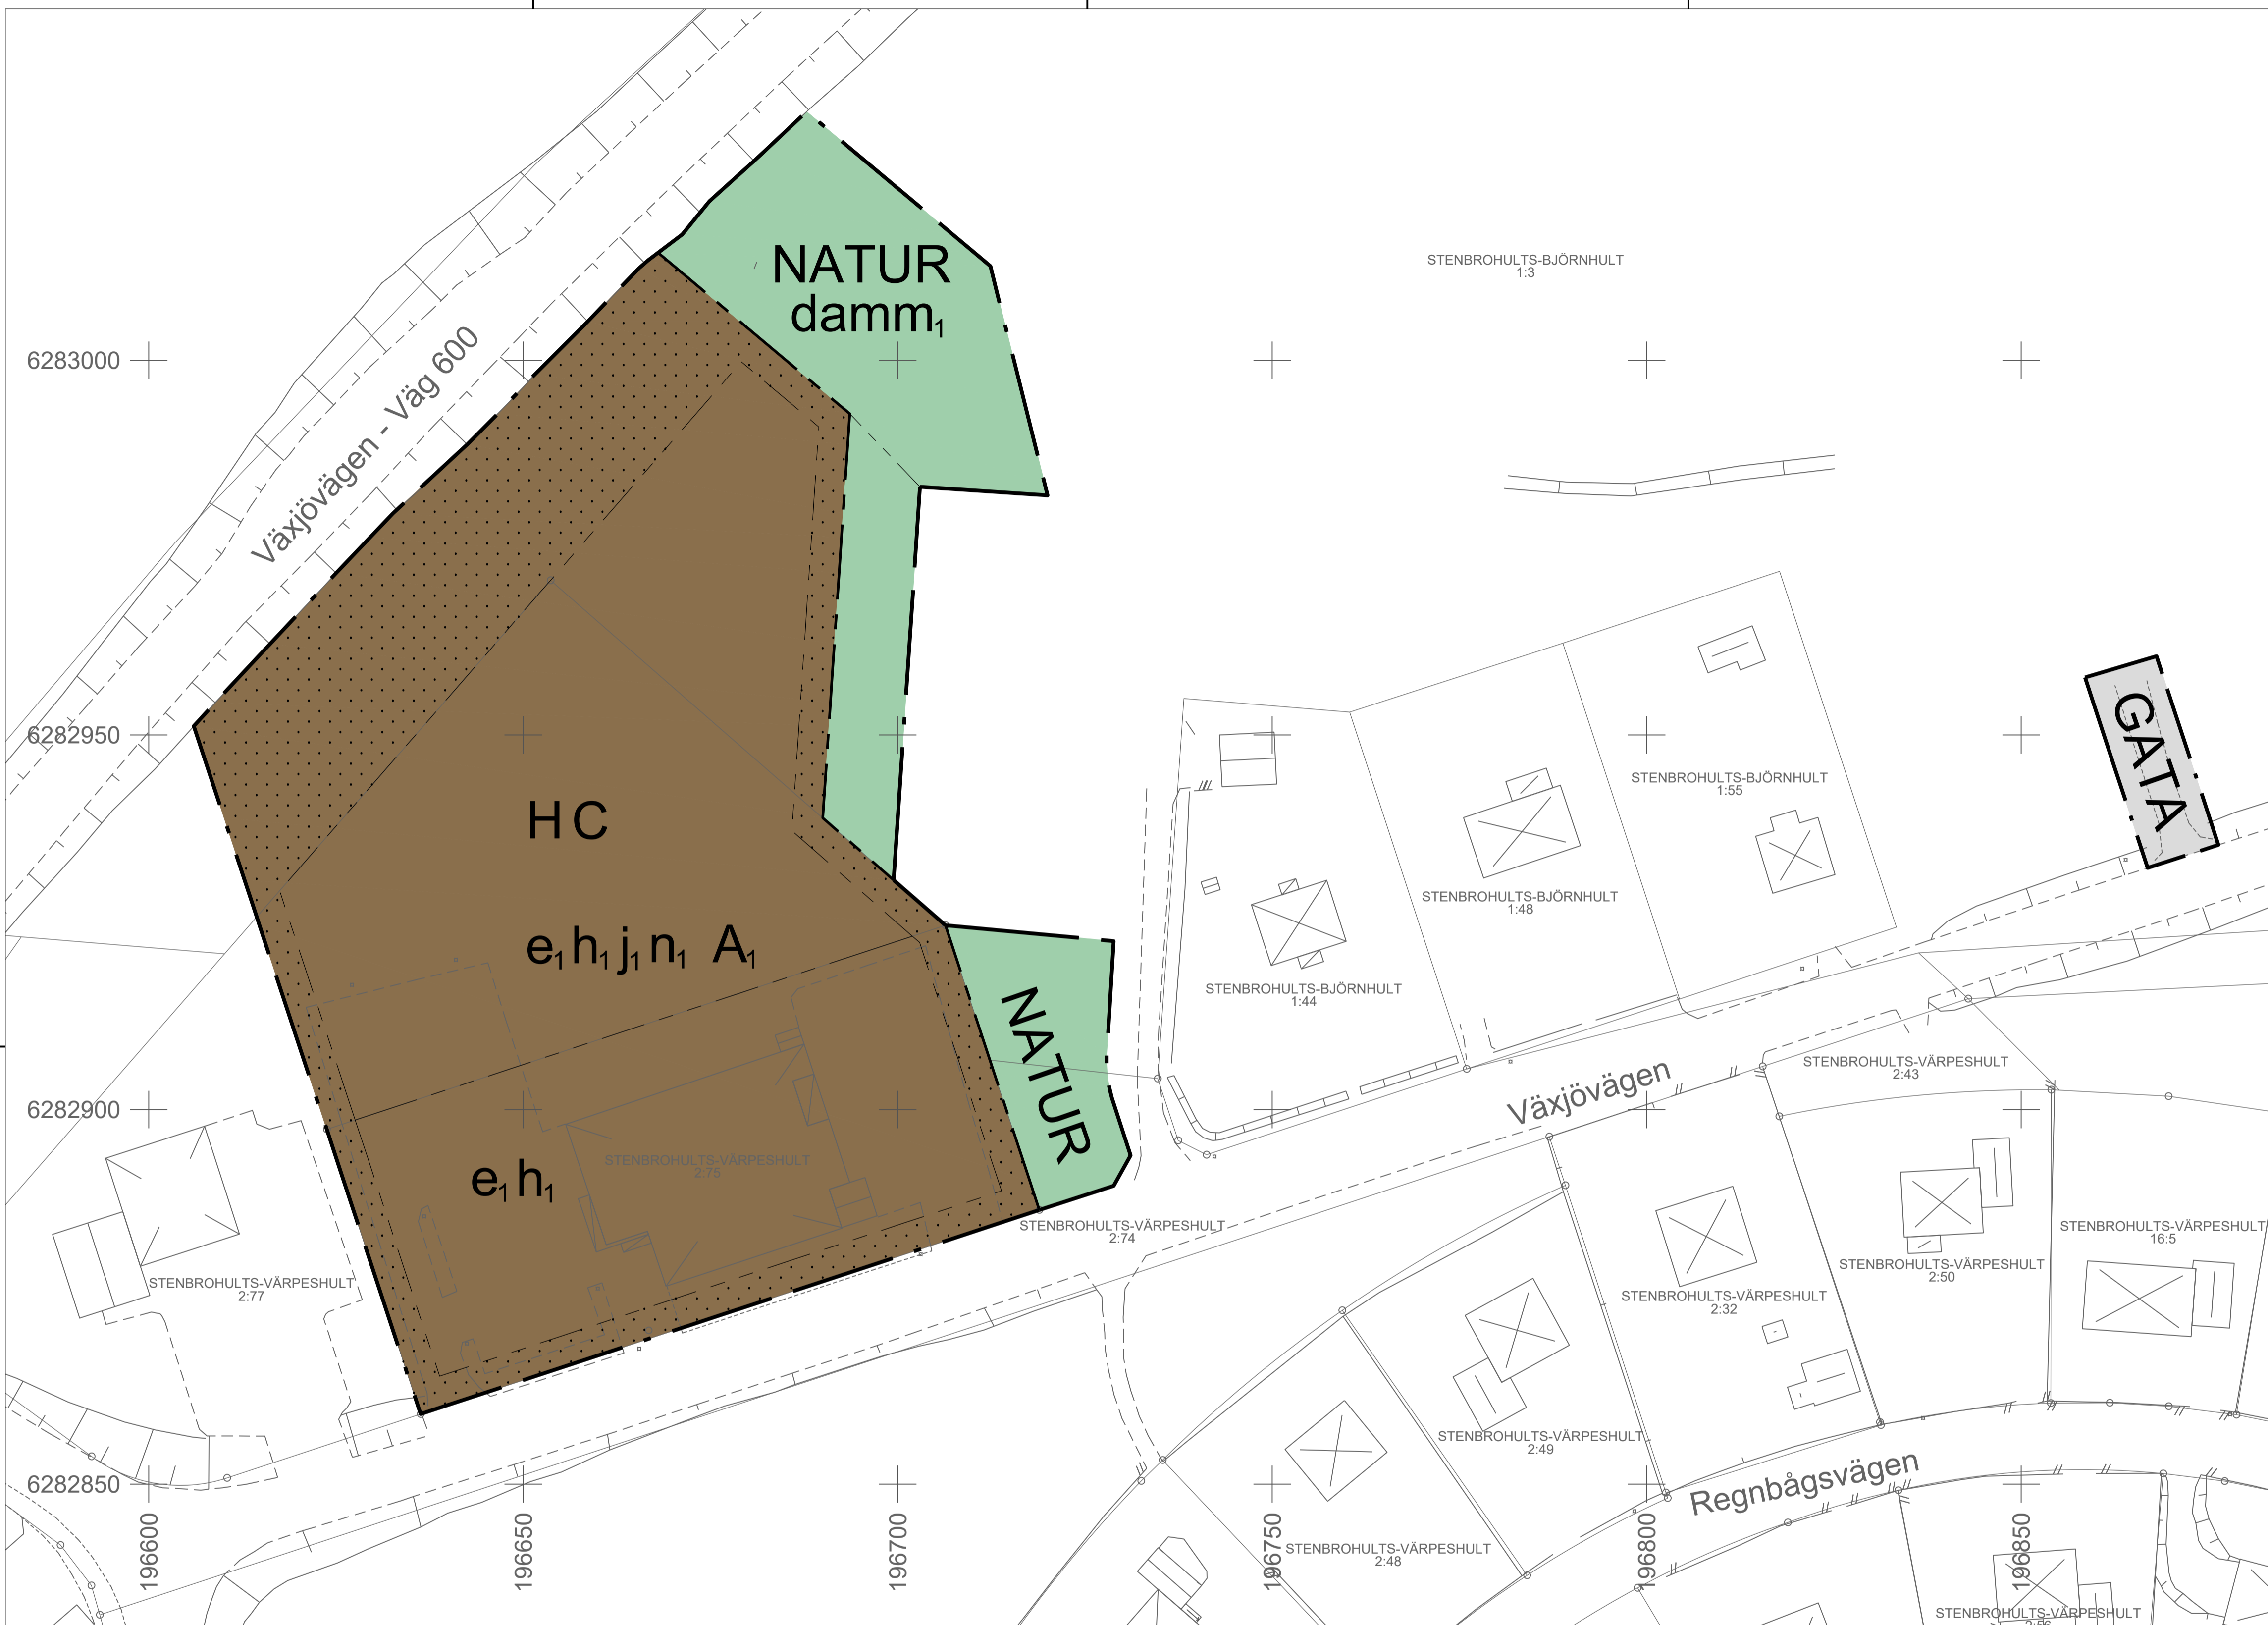 NATUR
damm₁
STENBROHULTS-BJÖRNHULT
1:3
6283000
Växjövägen - Väg 600
GATA
6282950
STENBROHULTS-BJÖRNHULT
1:55
H C
STENBROHULTS-BJÖRNHULT
1:48
e₁ h₁ j₁ n₁ A₁
STENBROHULTS-BJÖRNHULT
1:44
NATUR
Växjövägen
STENBROHULTS-VÄRPESHULT
2:43
6282900
e₁ h₁
STENBROHULTS-VÄRPESHULT
2:75
STENBROHULTS-VÄRPESHULT
2:74
STENBROHULTS-VÄRPESHULT
16:5
STENBROHULTS-VÄRPESHULT
2:50
STENBROHULTS-VÄRPESHULT
2:77
STENBROHULTS-VÄRPESHULT
2:32
STENBROHULTS-VÄRPESHULT
2:49
6282850
Regnbågsvägen
196600
196650
196700
196750
196800
196850
STENBROHULTS-VÄRPESHULT
2:48
STENBROHULTS-VÄRPESHULT